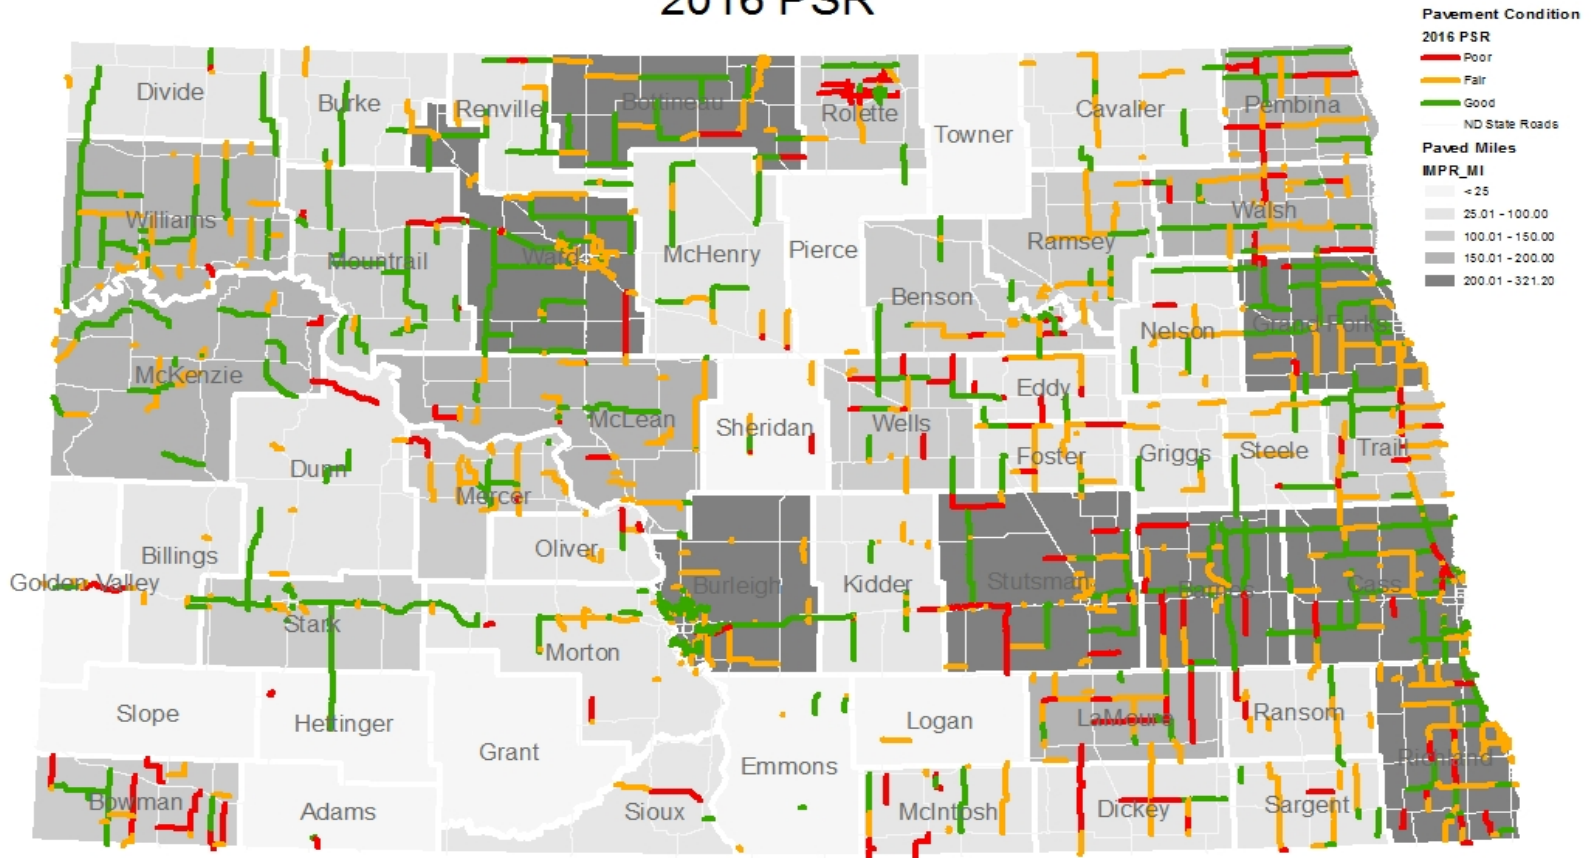 2016 PSR
Pavement Condition
2016 PSR
Poor
Fair
Good
ND State Roads
Paved Miles
IMPR_MI
< 25
25.01 - 100.00
100.01 - 150.00
150.01 - 200.00
200.01 - 321.20
Divide
Burke
Renville
Bottineau
Rolette
Towner
Cavalier
Pembina
Williams
Mountrail
Ward
McHenry
Pierce
Benson
Ramsey
Walsh
McKenzie
McLean
Sheridan
Wells
Eddy
Nelson
Grand Forks
Dunn
Mercer
Foster
Griggs
Steele
Traill
Golden Valley
Billings
Stark
Oliver
Morton
Burleigh
Kidder
Stutsman
Barnes
Cass
Slope
Hettinger
Grant
Emmons
Logan
LaMoure
Ransom
Richland
Bowman
Adams
Sioux
McIntosh
Dickey
Sargent